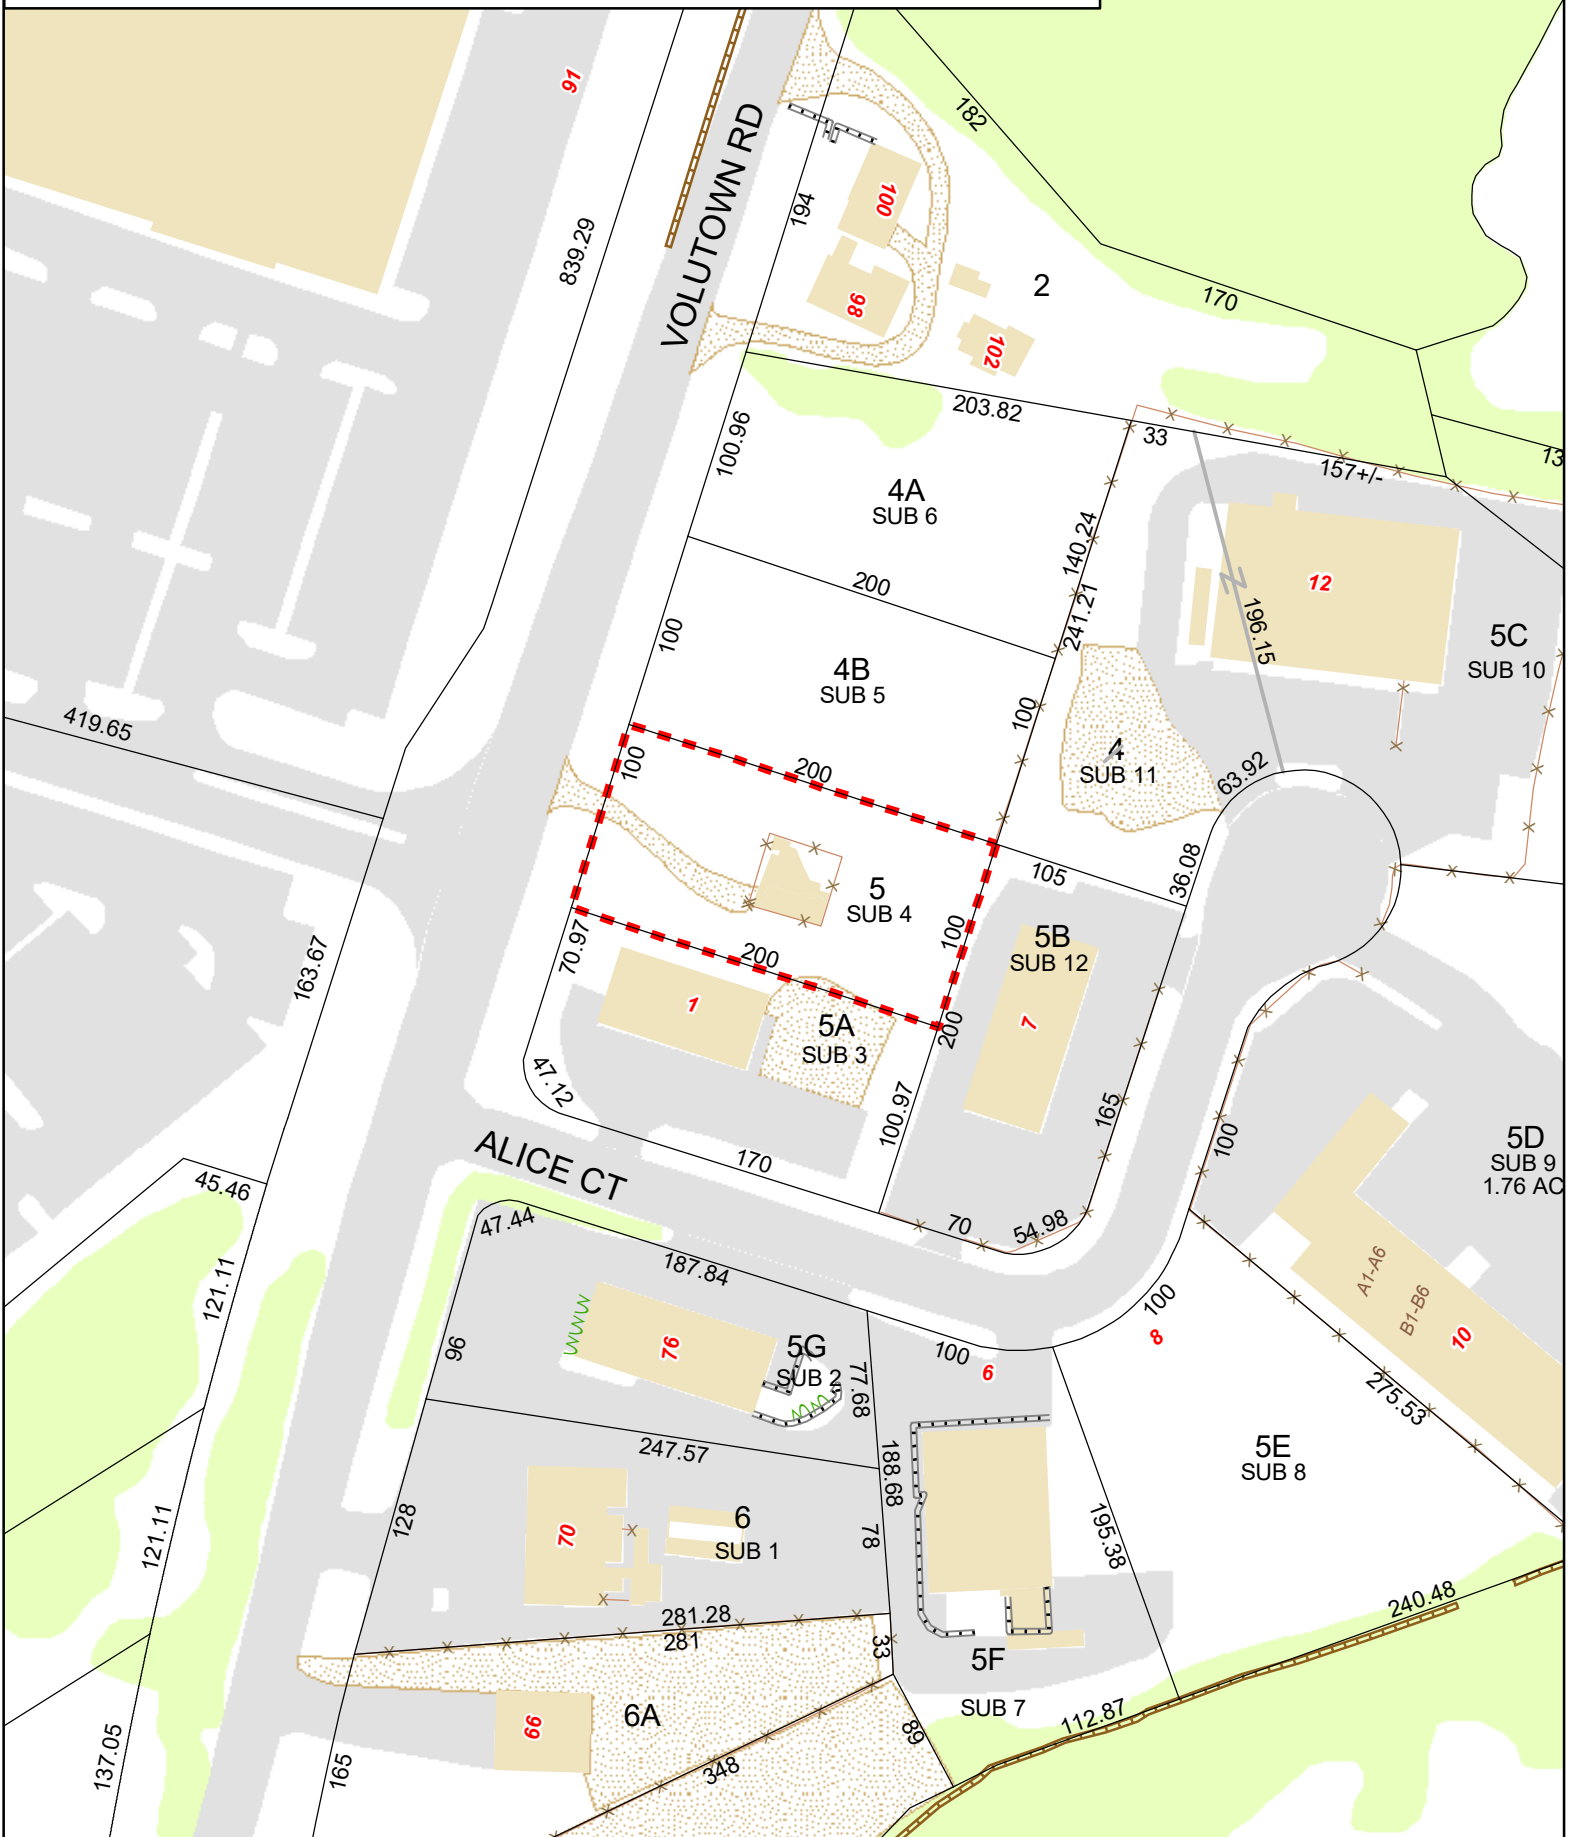 91
VOLUTOWN RD
839.29
194
100
98
102
2
182
170
203.82
33
157+/-
13
100.96
4A
SUB 6
140.24
241.21
200
12
196.15
5C
SUB 10
100
4B
SUB 5
100
4
SUB 11
63.92
419.65
100
200
105
36.08
5
SUB 4
100
5B
SUB 12
7
200
70.97
163.67
1
5A
SUB 3
200
47.12
100.97
165
170
100
5D
SUB 9
1.76 AC
ALICE CT
45.46
47.44
70
54.98
187.84
121.11
96
76
5G
SUB 2
77.68
100
6
100
8
A1-A6
B1-B6
10
275.53
247.57
188.68
5E
SUB 8
128
121.11
70
6
SUB 1
78
195.38
281.28
281
33
240.48
5F
SUB 7
6A
66
89
112.87
348
137.05
165